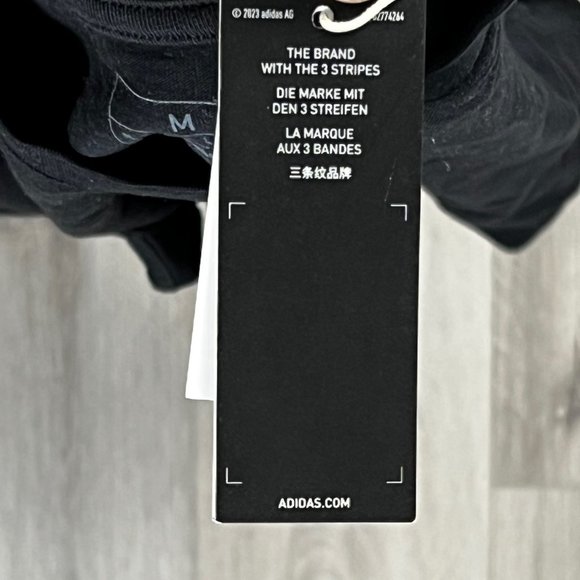 © 2023 adidas AG
THE BRAND
WITH THE 3 STRIPES
DIE MARKE MIT
DEN 3 STREIFEN
LA MARQUE
AUX 3 BANDES
三条纹品牌
M
ADIDAS.COM